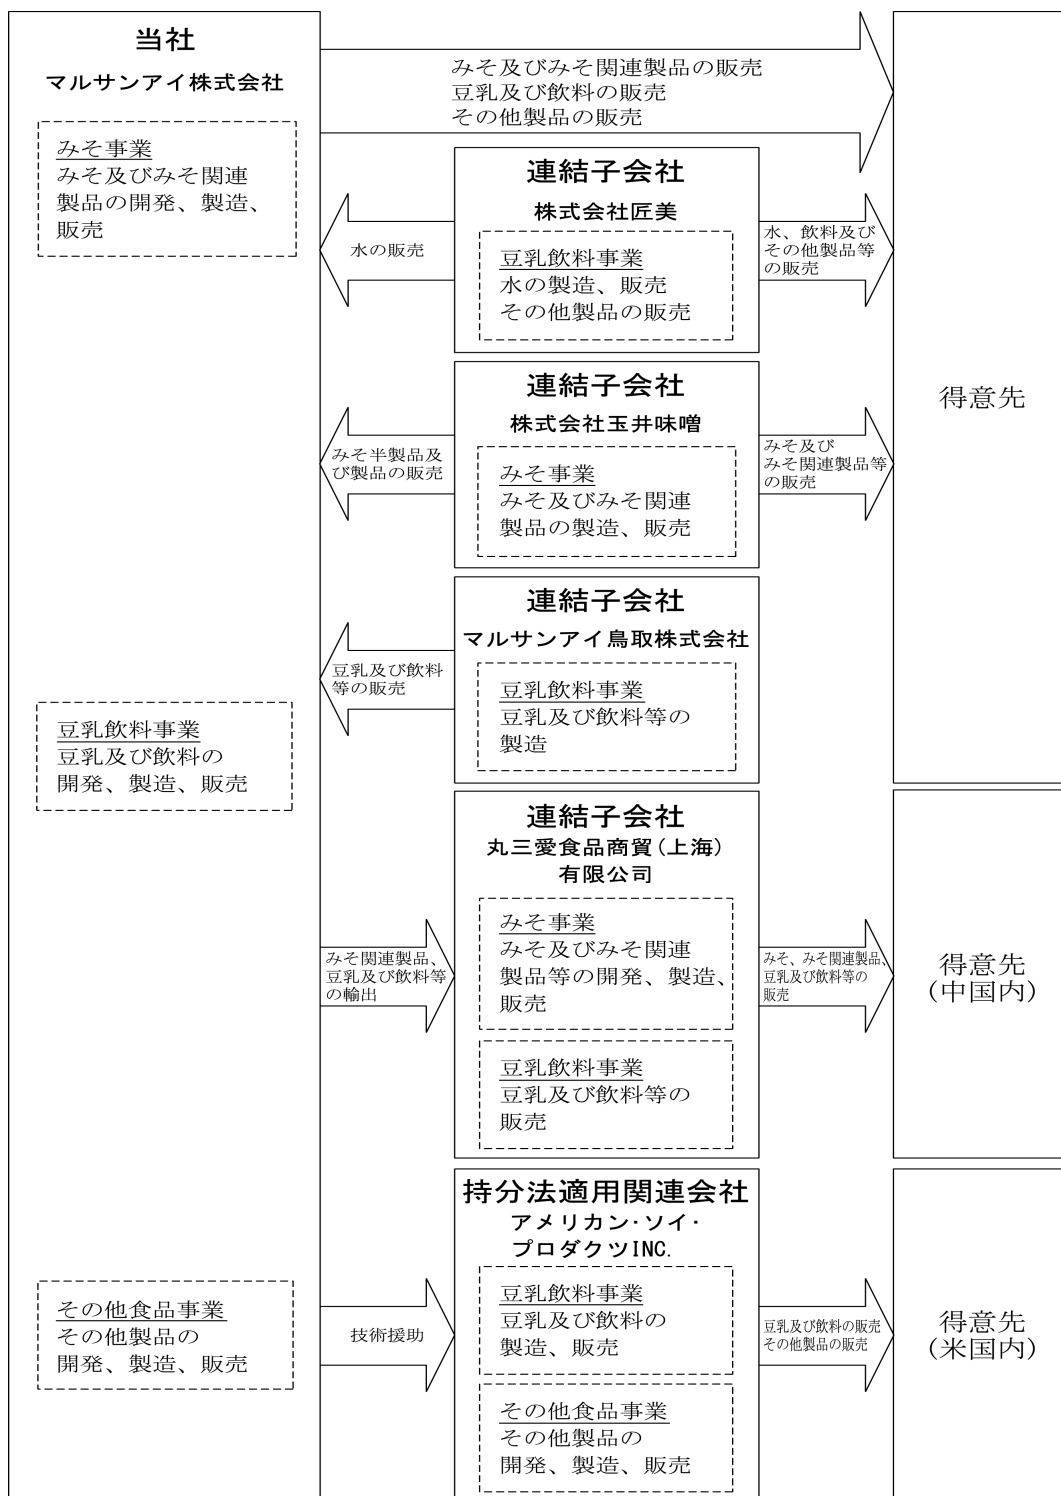 当社
マルサンアイ株式会社
みそ事業
みそ及びみそ関連
製品の開発、製造、
販売
豆乳飲料事業
豆乳及び飲料の
開発、製造、販売
その他食品事業
その他製品の
開発、製造、販売
みそ及びみそ関連製品の販売
豆乳及び飲料の販売
その他製品の販売
連結子会社
株式会社匠美
豆乳飲料事業
水の製造、販売
その他製品の販売
水の販売
水、飲料及び
その他製品等
の販売
連結子会社
株式会社玉井味噌
みそ事業
みそ及びみそ関連
製品の製造、販売
みそ半製品及
び製品の販売
みそ及び
みそ関連製品等
の販売
得意先
連結子会社
マルサンアイ鳥取株式会社
豆乳飲料事業
豆乳及び飲料等の
製造
豆乳及び飲料
等の販売
連結子会社
丸三愛食品商貿(上海)
有限公司
みそ事業
みそ及びみそ関連
製品等の開発、製造、
販売
豆乳飲料事業
豆乳及び飲料等の
販売
みそ関連製品、
豆乳及び飲料等
の輸出
みそ、みそ関連製品、
豆乳及び飲料等の
販売
得意先
(中国内)
持分法適用関連会社
アメリカン・ソイ・
プロダクツINC.
豆乳飲料事業
豆乳及び飲料の
製造、販売
その他食品事業
その他製品の
開発、製造、販売
技術援助
豆乳及び飲料の販売
その他製品の販売
得意先
(米国内)